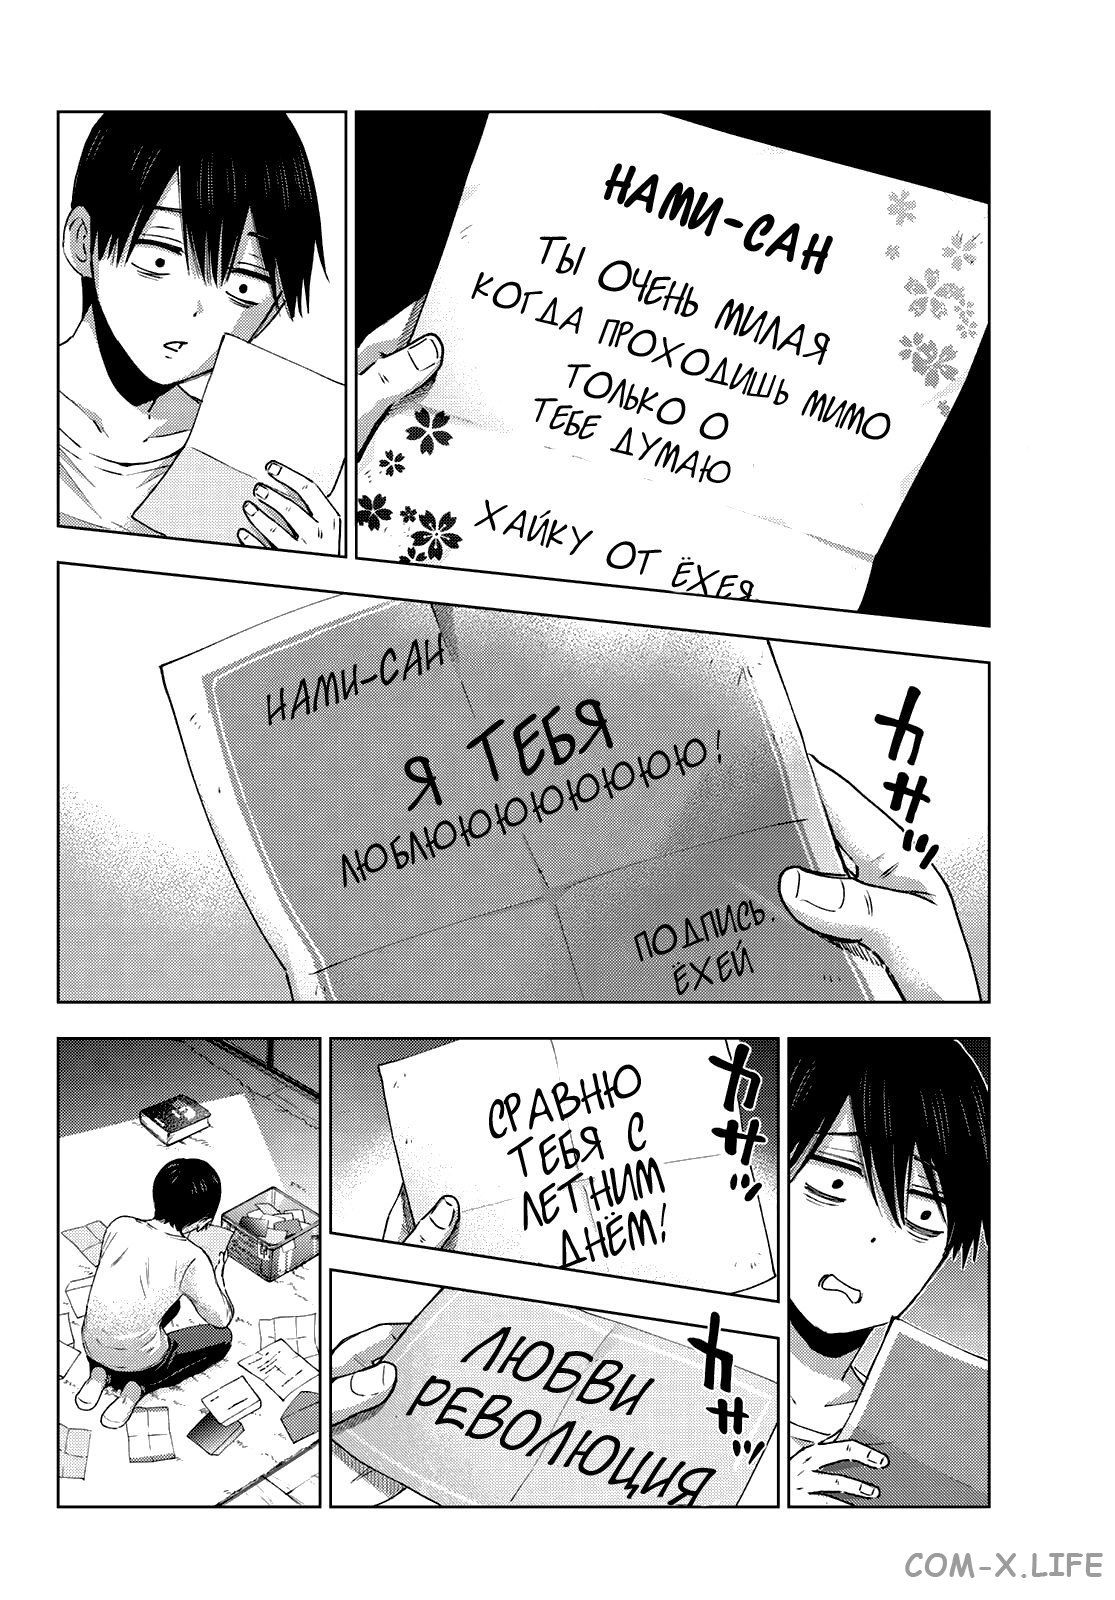 НАМИ-САН
ТЫ ОЧЕНЬ МИЛАЯ
КОГДА ПРОХОДИШЬ МИМО
ТОЛЬКО О
ТЕБЕ ДУМАЮ
ХАЙКУ ОТ ЁХЕЯ
НАМИ-САН
Я ТЕБЯ
ЛЮБЛЮЮЮЮЮЮЮ!
ПОДПИСЬ.
ЁХЕЙ
カサッ
СРАВНЮ
ТЕБЯ С
ЛЕТНИМ
ДНЁМ!
カサッ
ЛЮБВИ
РЕВОЛЮЦИЯ
カサッ
COM-X.LIFE